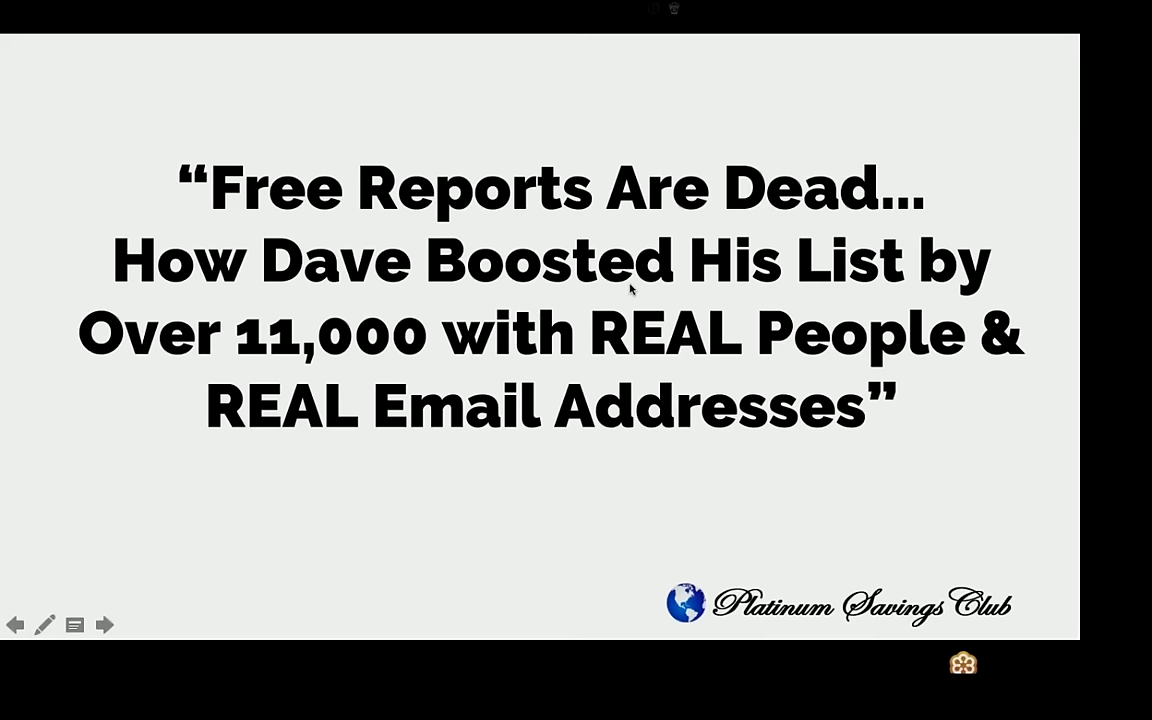 “Free Reports Are Dead...
How Dave Boosted His List by
Over 11,000 with REAL People &
REAL Email Addresses”
Platinum Savings Club